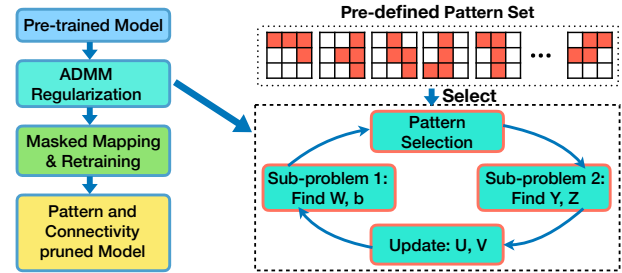 Pre-trained Model
ADMM
Regularization
Masked Mapping
& Retraining
Pattern and
Connectivity
pruned Model
Pre-defined Pattern Set
...
Select
Pattern
Selection
Sub-problem 1:
Find W, b
Sub-problem 2:
Find Y, Z
Update: U, V